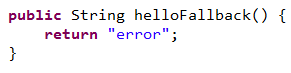 public String helloFallback() {
    return "error";
}